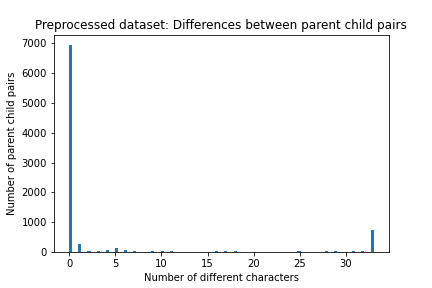 Preprocessed dataset: Differences between parent child pairs
7000
6000
5000
4000
3000
2000
1000
0
Number of parent child pairs
0 5 10 15 20 25 30
Number of different characters